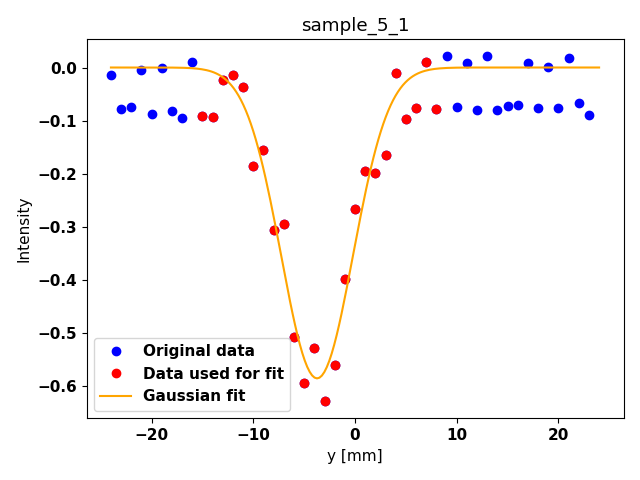 sample_5_1
0.0
−0.1
−0.2
−0.3
−0.4
−0.5
−0.6
Intensity
Original data
Data used for fit
Gaussian fit
−20
−10
0
10
20
y [mm]